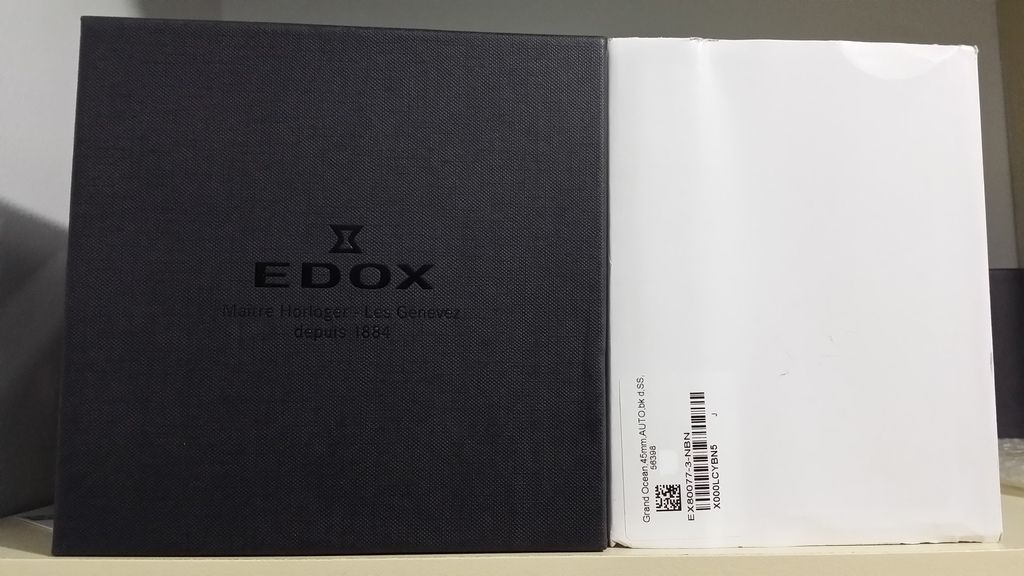 EDOX
Maître Horloger - Les Genevez
depuis 1884
Grand Ocean,45mm,AUTO,bk d,SS,
56398
EX80077-3-NBN
X000LCYBN5
J